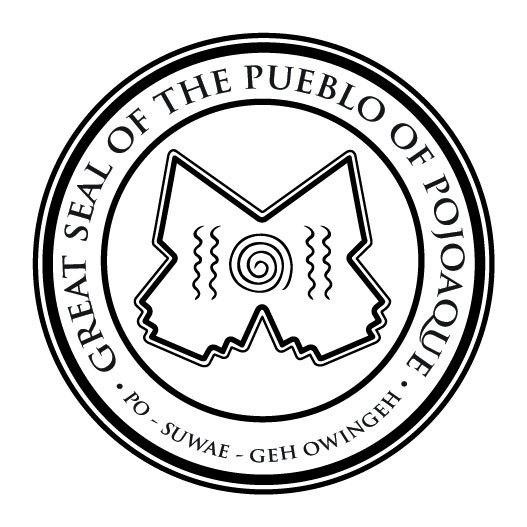 GREAT SEAL OF THE PUEBLO OF POJOAQUE
• PO - SUWAE - GEH OWINGEH •